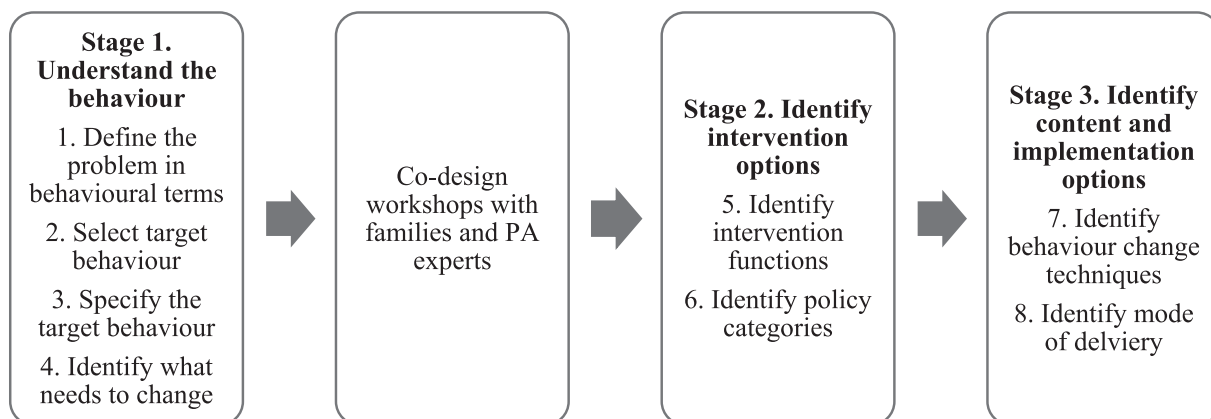 Stage 1.
Understand the
behaviour
1. Define the
problem in
behavioural terms
2. Select target
behaviour
3. Specify the
target behaviour
4. Identify what
needs to change
Co-design
workshops with
families and PA
experts
Stage 2. Identify
intervention
options
5. Identify
intervention
functions
6. Identify policy
categories
Stage 3. Identify
content and
implementation
options
7. Identify
behaviour change
techniques
8. Identify mode
of delviery